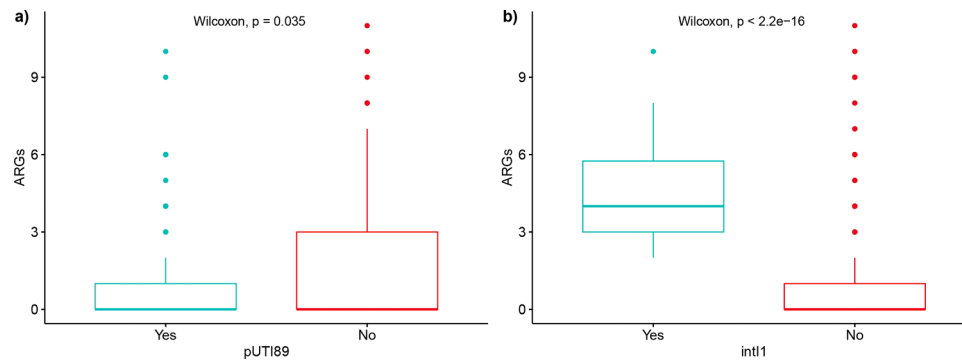 a)
Wilcoxon, p = 0.035
9
6
3
0
ARGs
Yes
No
pUTI89
b)
Wilcoxon, p < 2.2e−16
9
6
3
0
ARGs
Yes
No
intI1